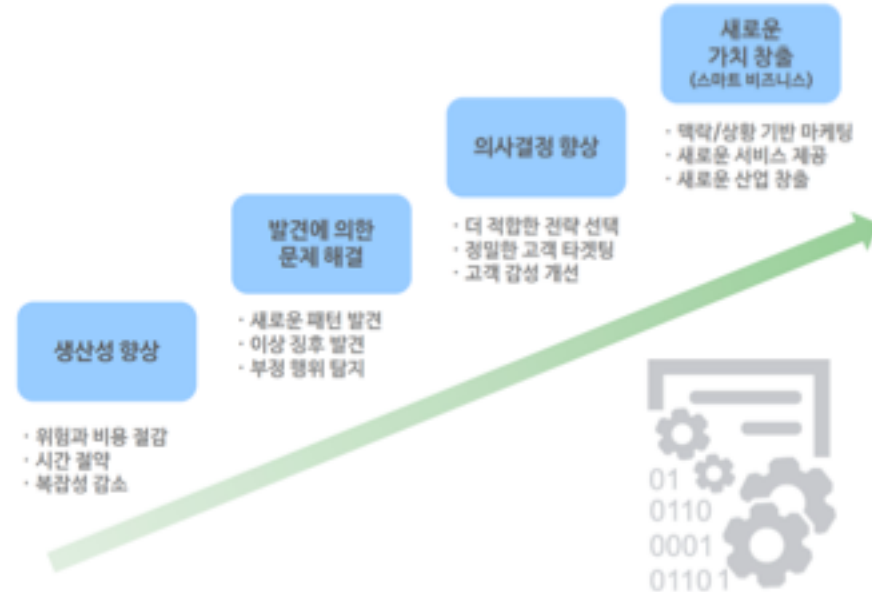 새로운
가치 창출
(스마트 비즈니스)
· 맥락/상황 기반 마케팅
· 새로운 서비스 제공
· 새로운 산업 창출
의사결정 향상
· 더 적합한 전략 선택
· 정밀한 고객 타겟팅
· 고객 감성 개선
발견에 의한
문제 해결
· 새로운 패턴 발견
· 이상 징후 발견
· 부정 행위 탐지
생산성 향상
· 위험과 비용 절감
· 시간 절약
· 복잡성 감소
01
0110
0001
0110 1